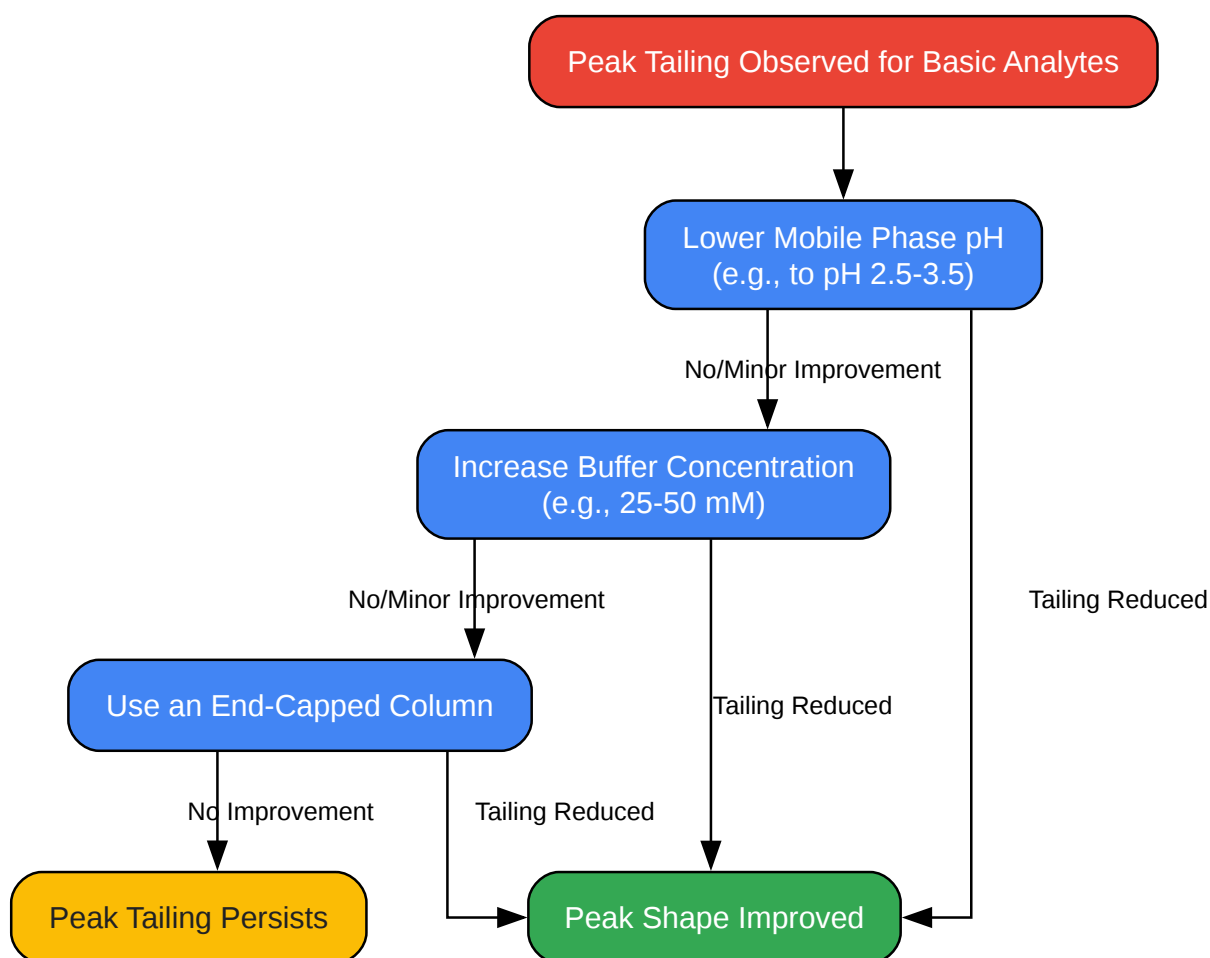 Peak Tailing Observed for Basic Analytes
Lower Mobile Phase pH
(e.g., to pH 2.5-3.5)
No/Minor Improvement
Increase Buffer Concentration
(e.g., 25-50 mM)
No/Minor Improvement
Tailing Reduced
Use an End-Capped Column
Tailing Reduced
No Improvement
Tailing Reduced
Peak Tailing Persists
Peak Shape Improved